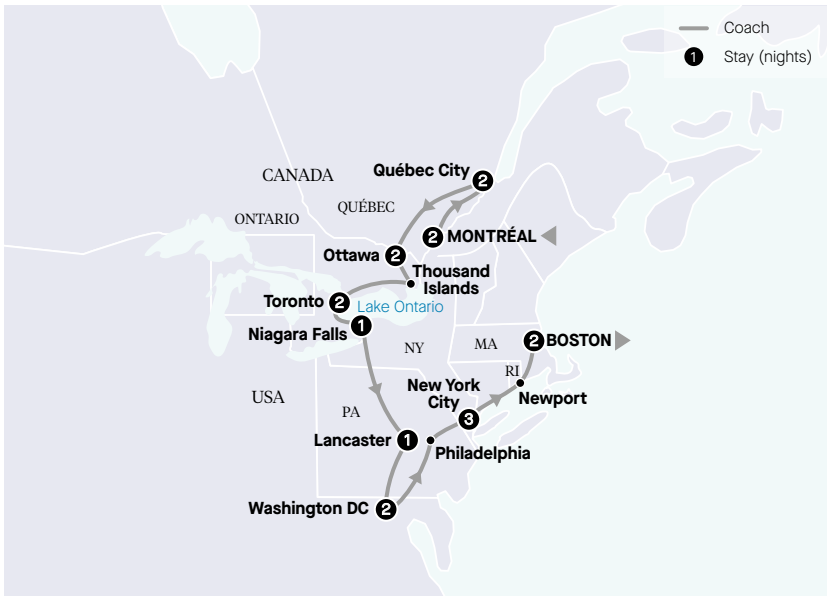 Coach
1 Stay (nights)
Québec City 2
CANADA
QUÉBEC
ONTARIO
2 MONTRÉAL
Ottawa 2
Thousand
Islands
Toronto 2
Lake Ontario
Niagara Falls 1
2 BOSTON
NY
MA
RI
New York
City 3
Newport
USA
PA
Lancaster 1
Philadelphia
Washington DC 2